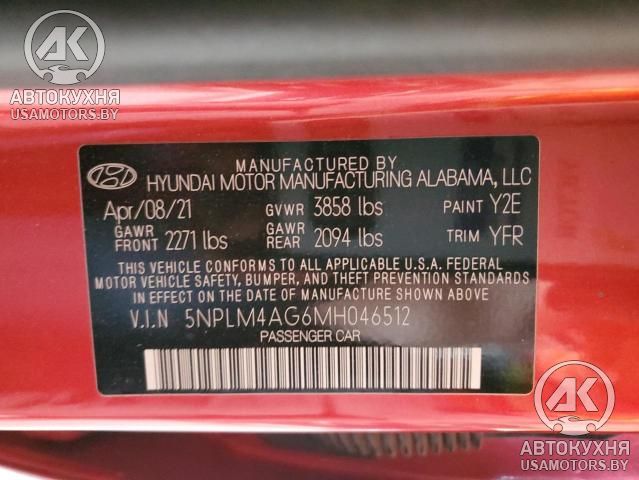 AK
АВТОКУХНЯ
USAMOTORS.BY
MANUFACTURED BY
HYUNDAI MOTOR MANUFACTURING ALABAMA, LLC
Apr/08/21 GVWR 3858 lbs PAINT Y2E
GAWR FRONT 2271 lbs GAWR REAR 2094 lbs TRIM YFR
THIS VEHICLE CONFORMS TO ALL APPLICABLE U.S.A. FEDERAL
MOTOR VEHICLE SAFETY, BUMPER, AND THEFT PREVENTION STANDARDS
IN EFFECT ON THE DATE OF MANUFACTURE SHOWN ABOVE.
V.I.N 5NPLM4AG6MH046512
PASSENGER CAR
AK
АВТОКУХНЯ
USAMOTORS.BY